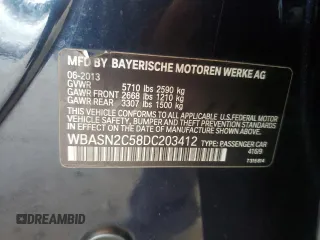 MFD BY BAYERISCHE MOTOREN WERKE AG
06-2013
GVWR 5710 lbs 2590 kg
GAWR FRONT 2668 lbs 1210 kg
GAWR REAR 3307 lbs 1500 kg
THIS VEHICLE CONFORMS TO ALL APPLICABLE
U.S. FEDERAL MOTOR VEHICLE SAFETY, BUMPER
AND THEFT PREVENTION STANDARDS IN
EFFECT ON THE DATE OF MANUFACTURE SHOWN
ABOVE.
WBASN2C58DC203412
TYPE: PASSENGER CAR
DREAMBID